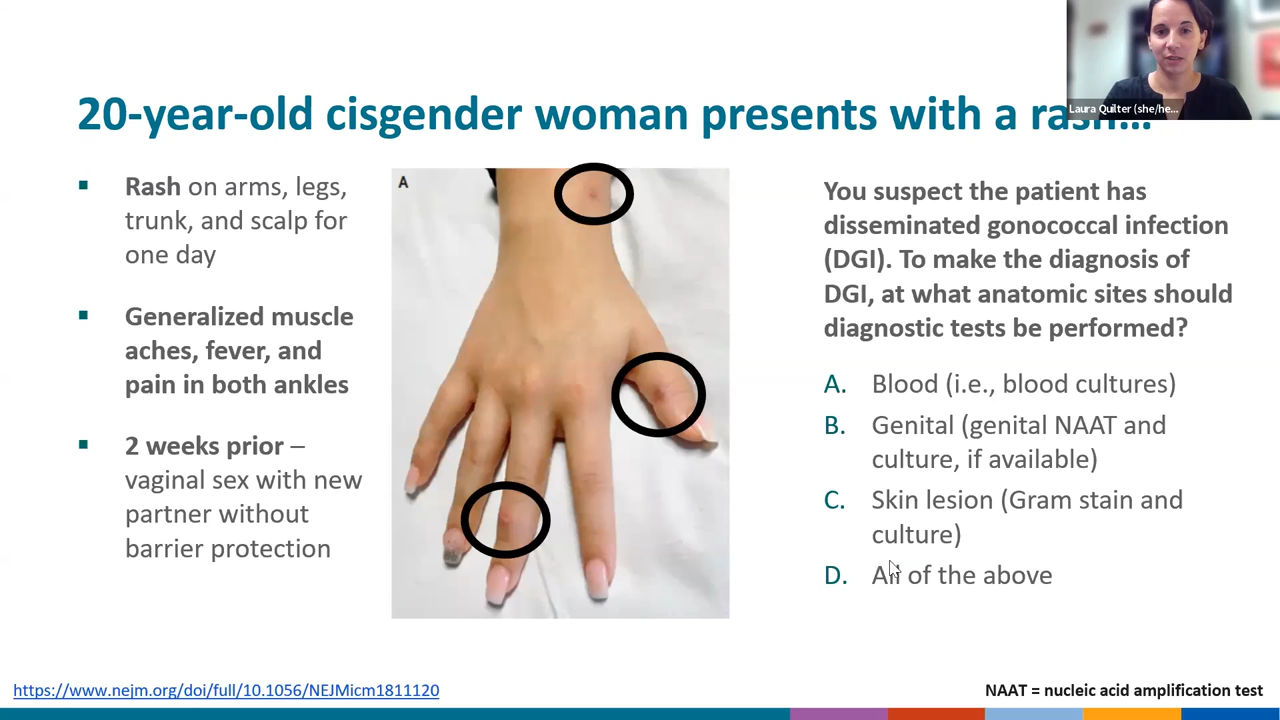 Laura Quilter (she/he...
20-year-old cisgender woman presents with a rash...
▪ Rash on arms, legs,
trunk, and scalp for
one day
▪ Generalized muscle
aches, fever, and
pain in both ankles
▪ 2 weeks prior –
vaginal sex with new
partner without
barrier protection
A
You suspect the patient has
disseminated gonococcal infection
(DGI). To make the diagnosis of
DGI, at what anatomic sites should
diagnostic tests be performed?
A. Blood (i.e., blood cultures)
B. Genital (genital NAAT and
culture, if available)
C. Skin lesion (Gram stain and
culture)
D. All of the above
https://www.nejm.org/doi/full/10.1056/NEJMicm1811120
NAAT = nucleic acid amplification test